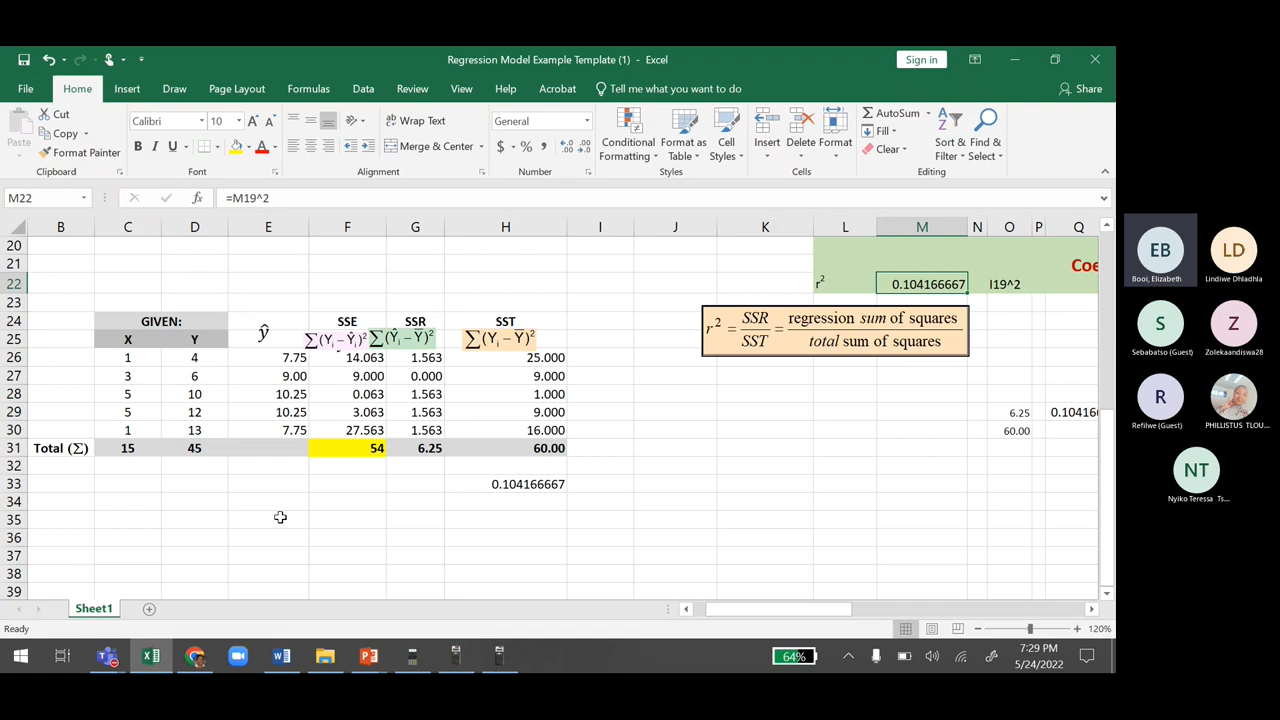 Regression Model Example Template (1) - Excel
Sign in
File Home Insert Draw Page Layout Formulas Data Review View Help Acrobat Tell me what you want to do Share
Paste
Cut
Copy
Format Painter
Clipboard
Calibri 10
B I U
Font
Wrap Text
Merge & Center
Alignment
General
$ % ,
Number
Conditional Formatting
Format as Table
Cell Styles
Styles
Insert Delete Format
Cells
AutoSum
Fill
Clear
Sort & Filter
Find & Select
Editing
M22 fx =M19^2
B C D E F G H I J K L M N O P Q
20
21 Coe
22 r² 0.104166667 I19^2
23
24 GIVEN: ŷ SSE SSR SST
25 X Y ∑(Yᵢ−Ŷᵢ)² ∑(Ŷᵢ−Ȳ)² ∑(Yᵢ−Ȳ)²
r² = SSR/SST = regression sum of squares/total sum of squares
26 1 4 7.75 14.063 1.563 25.000
27 3 6 9.00 9.000 0.000 9.000
28 5 10 10.25 0.063 1.563 1.000
29 5 12 10.25 3.063 1.563 9.000 6.25 0.10416
30 1 13 7.75 27.563 1.563 16.000 60.00
31 Total (∑) 15 45 54 6.25 60.00
32
33 0.104166667
34
35
36
37
38
39
Sheet1
Ready
120%
64%
7:29 PM
5/24/2022
EB
Booi, Elizabeth
LD
Lindiwe Dhladhla
S
Sebabatso (Guest)
Z
Zolekaandiswa28
R
Refilwe (Guest)
PHILLISTUS TLOU...
NT
Nyiko Teressa Ts...